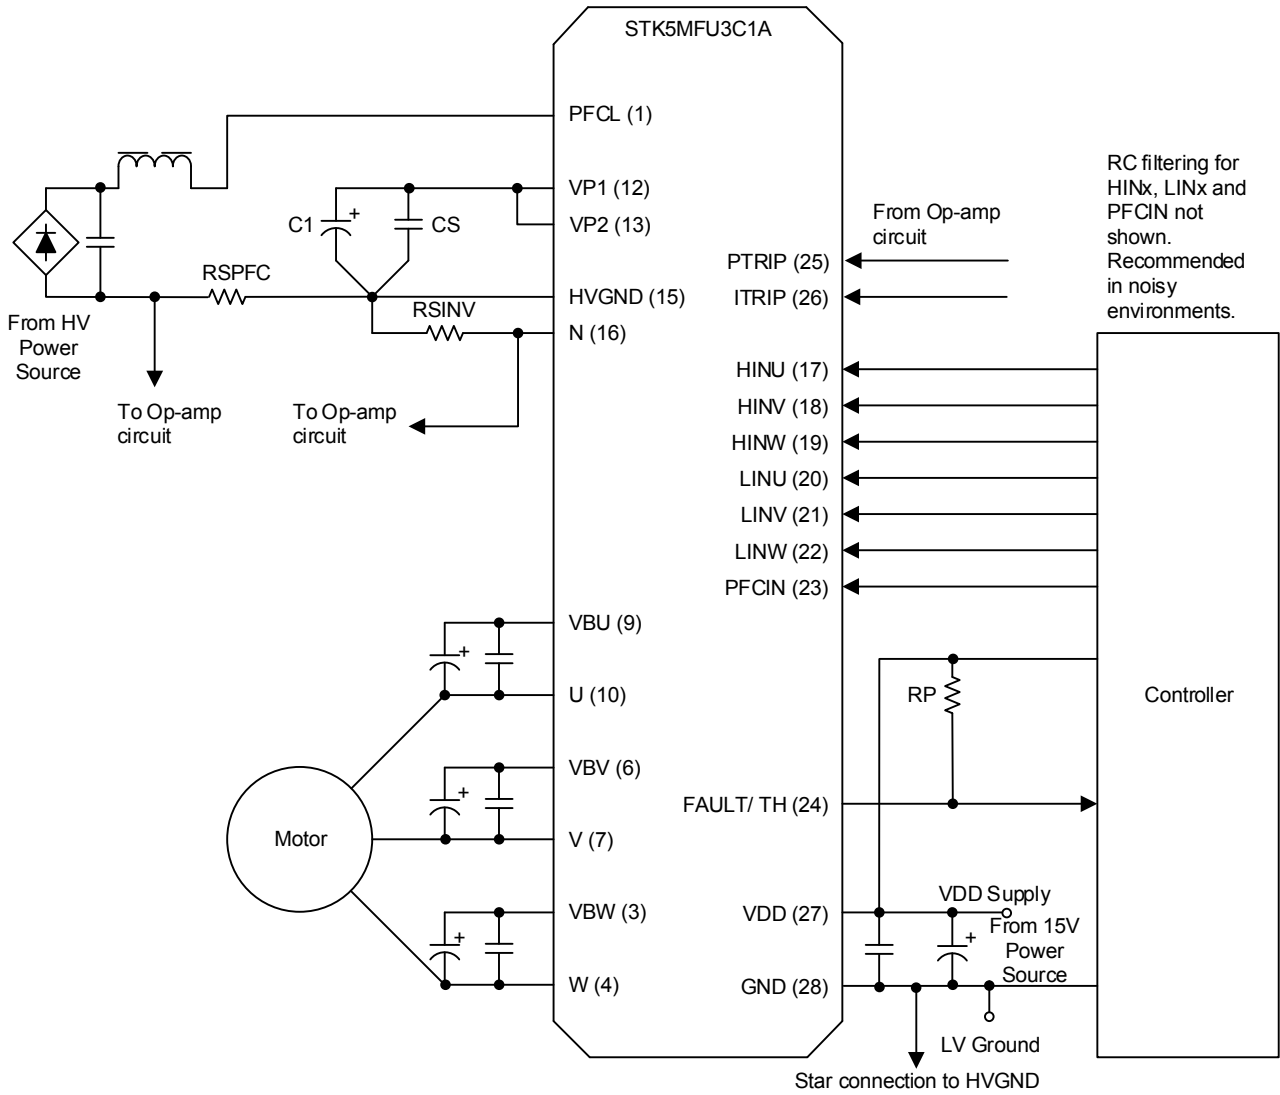 STK5MFU3C1A
PFCL (1)
VP1 (12)
C1
+
CS
VP2 (13)
RSPFC
HVGND (15)
RSINV
N (16)
From HV
Power
Source
To Op-amp
circuit
To Op-amp
circuit
From Op-amp
circuit
PTRIP (25)
ITRIP (26)
RC filtering for
HINx, LINx and
PFCIN not
shown.
Recommended
in noisy
environments.
HINU (17)
HINV (18)
HINW (19)
LINU (20)
LINV (21)
LINW (22)
PFCIN (23)
VBU (9)
+
U (10)
RP
Controller
VBV (6)
+
Motor
V (7)
FAULT/ TH (24)
VBW (3)
+
W (4)
VDD (27)
VDD Supply
+
From 15V
Power
Source
GND (28)
LV Ground
Star connection to HVGND